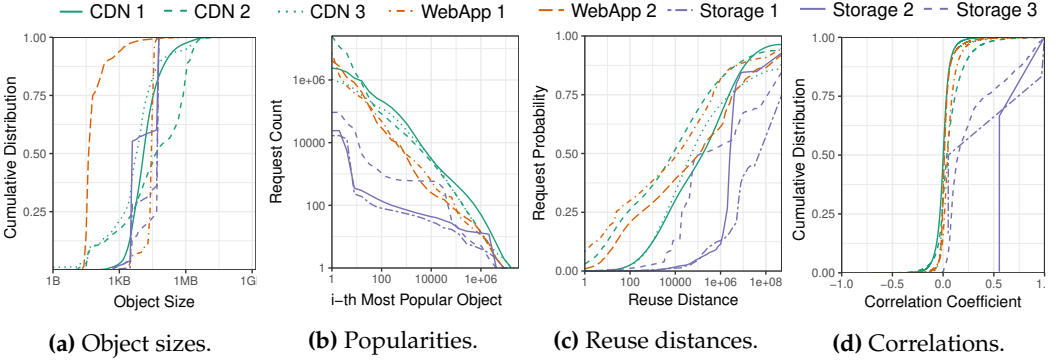 CDN 1 CDN 2 CDN 3 WebApp 1 WebApp 2 Storage 1 Storage 2 Storage 3
Cumulative Distribution
1.00
0.75
0.50
0.25
1B 1KB 1MB 1GB
Object Size
(a) Object sizes.
Request Count
1e+06
10000
100
1
1 100 10000 1e+06
i−th Most Popular Object
(b) Popularities.
Request Probability
1.00
0.75
0.50
0.25
0.00
1 100 10000 1e+06 1e+08
Reuse Distance
(c) Reuse distances.
Cumulative Distribution
1.00
0.75
0.50
0.25
0.00
−1.0 −0.5 0.0 0.5 1.0
Correlation Coefficient
(d) Correlations.